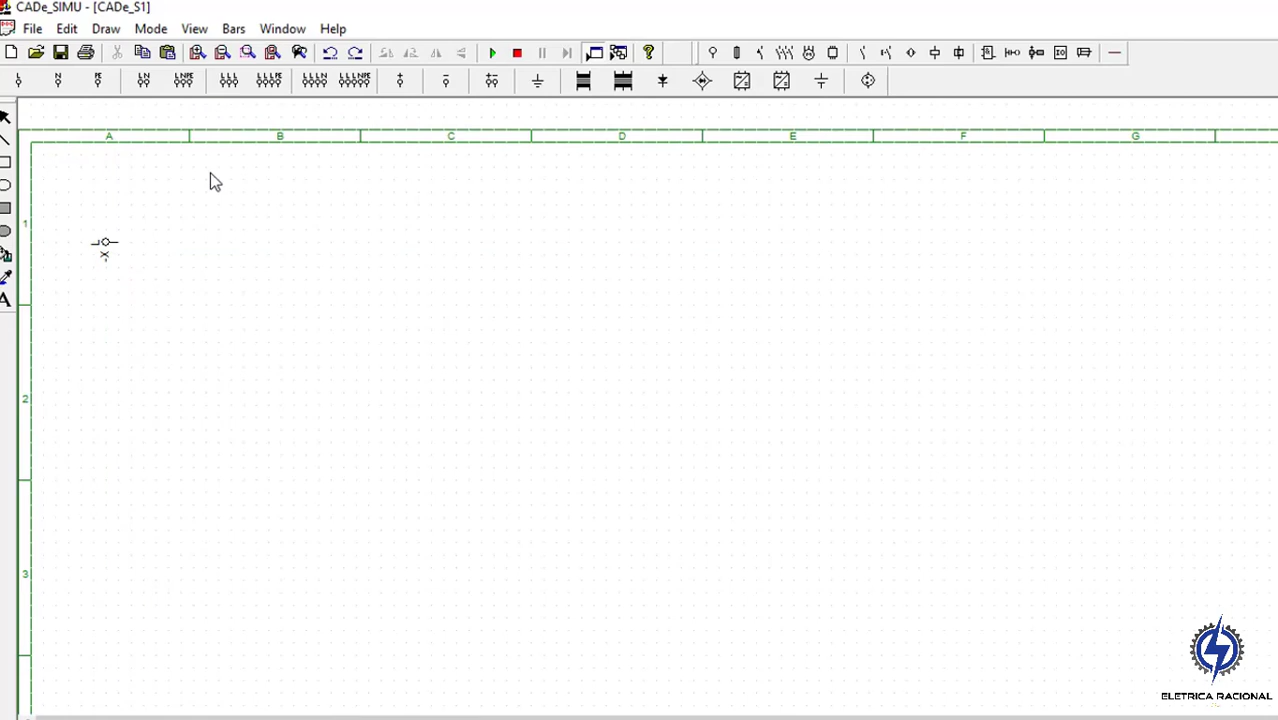 CADe_SIMU - [CADe_S1]
File Edit Draw Mode View Bars Window Help
A B C D E F G
1
2
3
A
ELETRICA RACIONAL